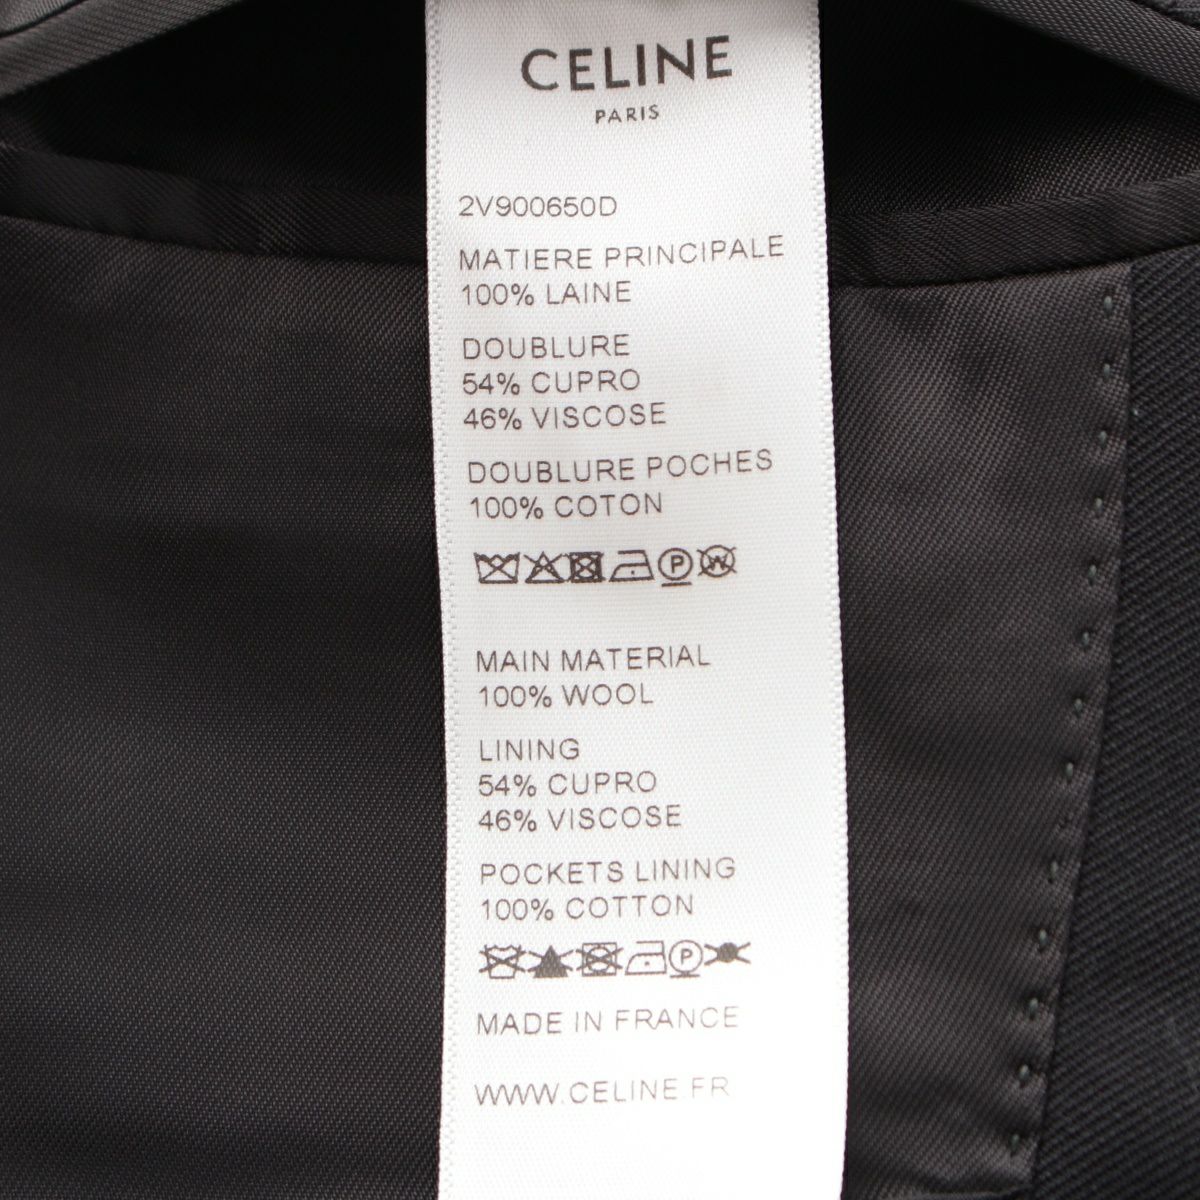 CELINE
PARIS
2V900650D
MATIERE PRINCIPALE
100% LAINE
DOUBLURE
54% CUPRO
46% VISCOSE
DOUBLURE POCHES
100% COTON
P W
MAIN MATERIAL
100% WOOL
LINING
54% CUPRO
46% VISCOSE
POCKETS LINING
100% COTTON
P
MADE IN FRANCE
WWW.CELINE.FR